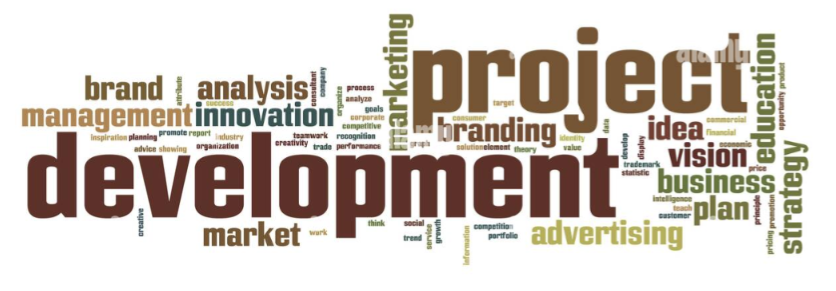 project
development
marketing
brand
analysis
attribute
success
consultant
company
organize
process
analyze
goals
corporate
competitive
recognition
performance
management
innovation
inspiration
planning
promote
report
industry
teamwork
creativity
trade
advice
showing
organization
target
consumer
branding
graph
solution
element
theory
identity
value
data
develop
display
trademark
statistic
idea
vision
commercial
financial
economic
education
opportunity
product
price
business
intelligence
teach
customer
plan
principle
pricing
promotion
strategy
creative
market
work
think
social
trend
service
growth
information
competition
portfolio
advertising